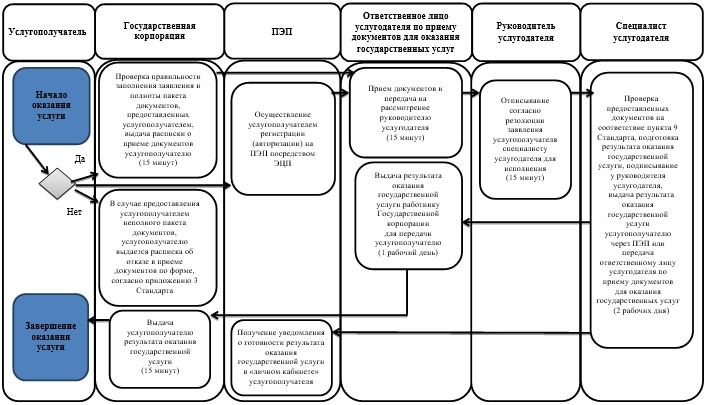 Услугополучатель
Государственная
корпорация
ПЭП
Ответственное лицо
услугодателя по приему
документов для оказания
государственных услуг
Руководитель
услугодателя
Специалист
услугодателя
Начало
оказания
услуги
Да
Нет
Завершение
оказания
услуги
Проверка правильности
заполнения заявления и
полноты пакета
документов,
предоставленных
услугополучателем,
выдача расписки о
приеме документов
услугополучателю
(15 минут)
В случае предоставления
услугополучателем
неполного пакета
документов,
услугополучателю
выдается расписка об
отказе в приеме
документов по форме,
согласно приложению 3
Стандарта
Выдача
услугополучателю
результата оказания
государственной
услуги
(15 минут)
Осуществление
услугополучателем
регистрации
(авторизации) на
ПЭП посредством
ЭЦП
Получение уведомления
о готовности результата
оказания
государственной услуги
в «личном кабинете»
услугополучателя
Прием документов и
передача на
рассмотрение
руководителю
услугодателя
(15 минут)
Выдача результата
оказания
государственной
услуги работнику
Государственной
корпорации
для передачи
услугополучателю
(1 рабочий день)
Отписывание
согласно
резолюции
заявления
услугополучателя
специалисту
услугодателя для
исполнения
(15 минут)
Проверка
предоставленных
документов на
соответствие пункта 9
Стандарта, подготовка
результата оказания
государственной
услуги, подписывание
у руководителя
услугодателя,
выдача результата
оказания
государственной
услуги
услугополучателю
через ПЭП или
передача
ответственному лицу
услугодателя по
приему документов
для оказания
государственных услуг
(2 рабочих дня)